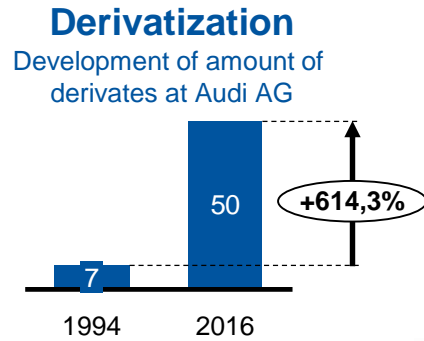 Derivatization
Development of amount of
derivates at Audi AG
50
+614,3%
7
1994 2016